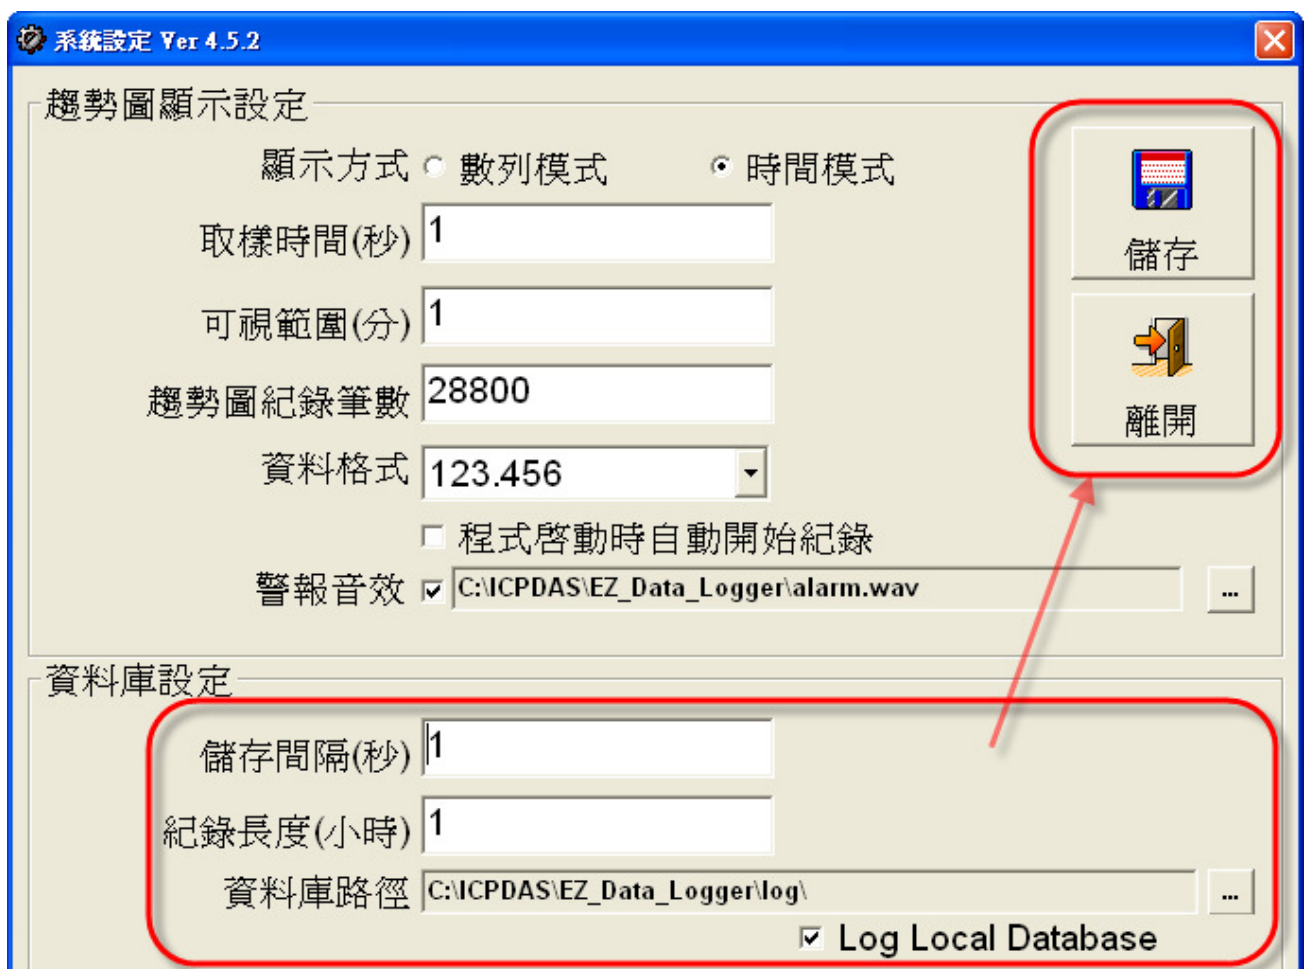 系統設定 Ver 4.5.2
趨勢圖顯示設定
顯示方式 數列模式 時間模式
取樣時間(秒) 1
可視範圍(分) 1
趨勢圖紀錄筆數 28800
資料格式 123.456
程式啓動時自動開始紀錄
警報音效 C:\ICPDAS\EZ_Data_Logger\alarm.wav ...
儲存
離開
資料庫設定
儲存間隔(秒) 1
紀錄長度(小時) 1
資料庫路徑 C:\ICPDAS\EZ_Data_Logger\log\ ...
Log Local Database